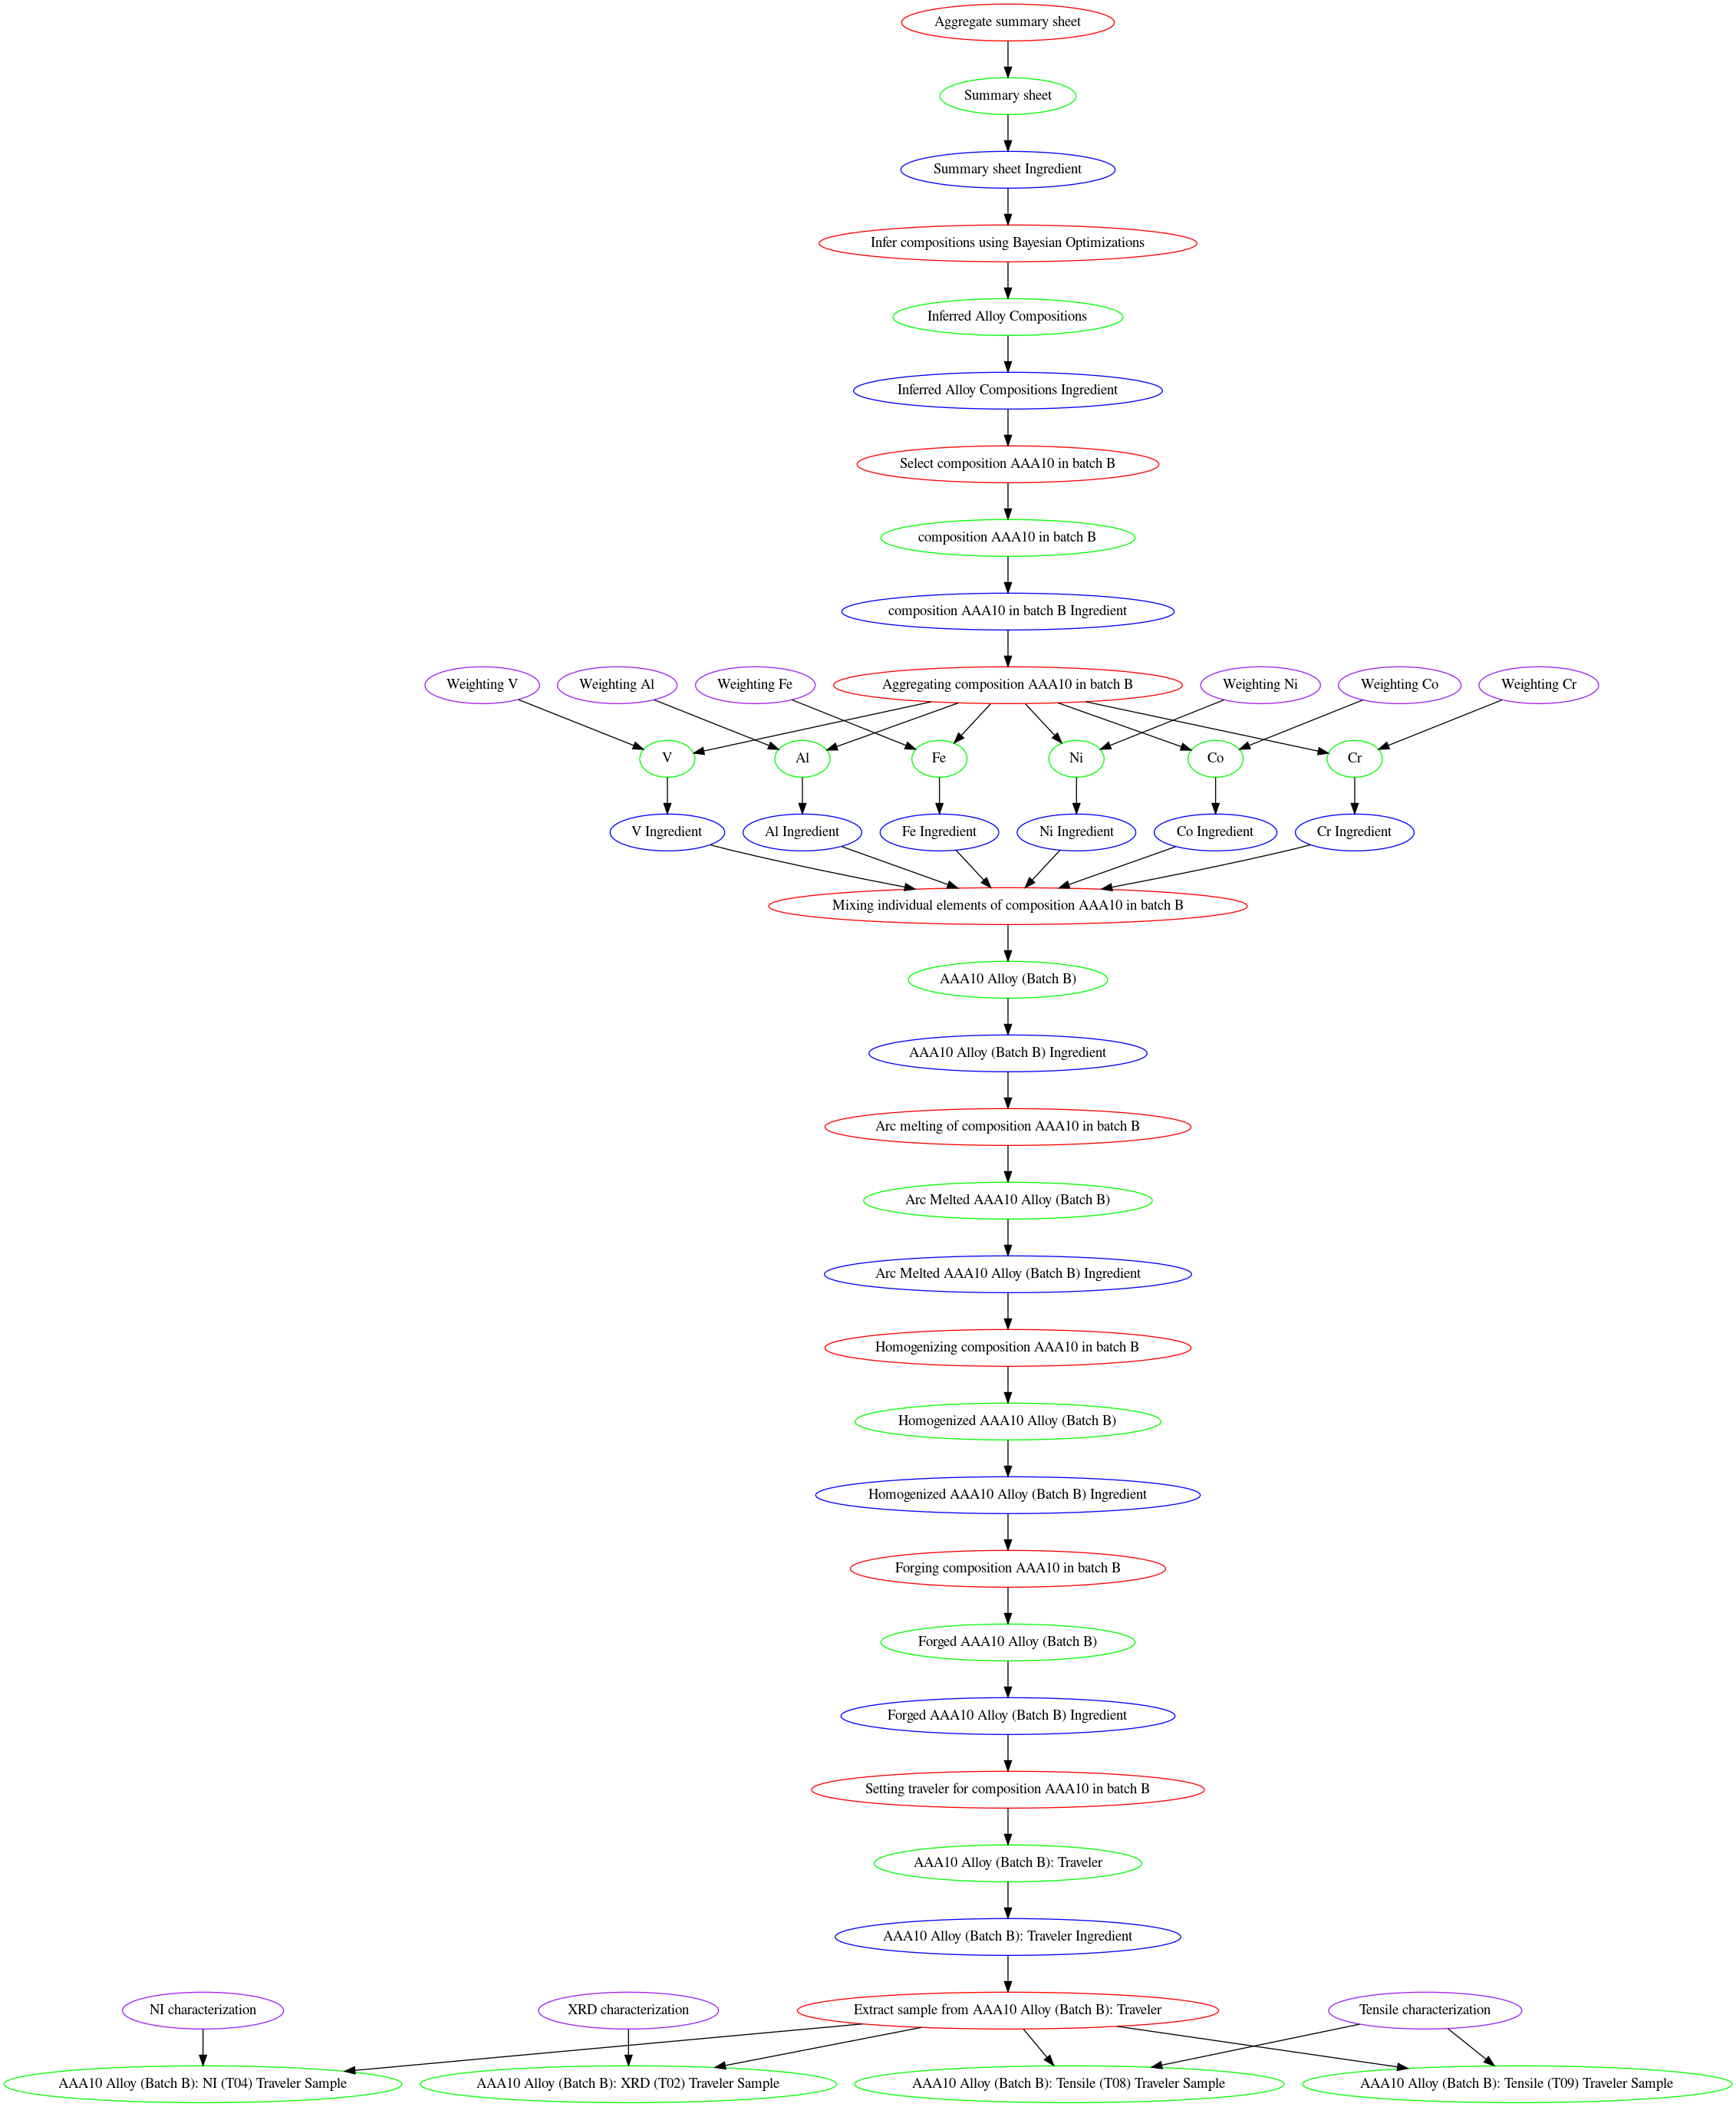 Aggregate summary sheet
Summary sheet
Summary sheet Ingredient
Infer compositions using Bayesian Optimizations
Inferred Alloy Compositions
Inferred Alloy Compositions Ingredient
Select composition AAA10 in batch B
composition AAA10 in batch B
composition AAA10 in batch B Ingredient
Weighting V
Weighting Al
Weighting Fe
Aggregating composition AAA10 in batch B
Weighting Ni
Weighting Co
Weighting Cr
V
Al
Fe
Ni
Co
Cr
V Ingredient
Al Ingredient
Fe Ingredient
Ni Ingredient
Co Ingredient
Cr Ingredient
Mixing individual elements of composition AAA10 in batch B
AAA10 Alloy (Batch B)
AAA10 Alloy (Batch B) Ingredient
Arc melting of composition AAA10 in batch B
Arc Melted AAA10 Alloy (Batch B)
Arc Melted AAA10 Alloy (Batch B) Ingredient
Homogenizing composition AAA10 in batch B
Homogenized AAA10 Alloy (Batch B)
Homogenized AAA10 Alloy (Batch B) Ingredient
Forging composition AAA10 in batch B
Forged AAA10 Alloy (Batch B)
Forged AAA10 Alloy (Batch B) Ingredient
Setting traveler for composition AAA10 in batch B
AAA10 Alloy (Batch B): Traveler
AAA10 Alloy (Batch B): Traveler Ingredient
NI characterization
XRD characterization
Extract sample from AAA10 Alloy (Batch B): Traveler
Tensile characterization
AAA10 Alloy (Batch B): NI (T04) Traveler Sample
AAA10 Alloy (Batch B): XRD (T02) Traveler Sample
AAA10 Alloy (Batch B): Tensile (T08) Traveler Sample
AAA10 Alloy (Batch B): Tensile (T09) Traveler Sample